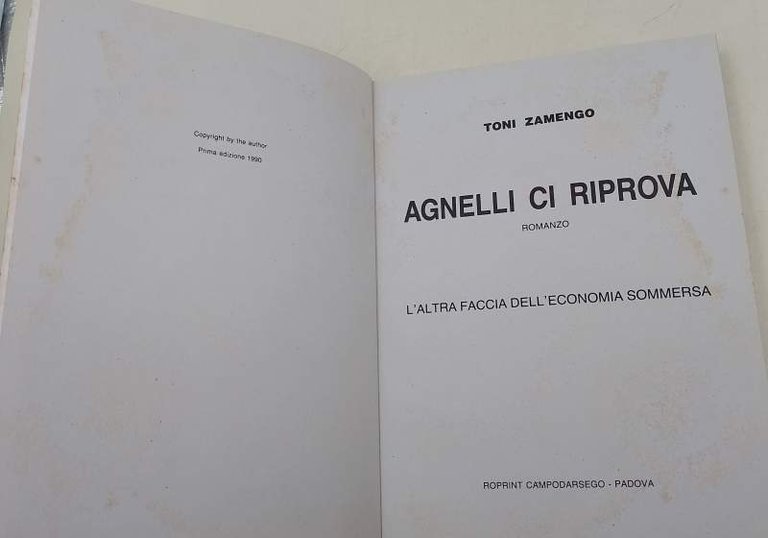 Copyright by the author
Prima edizione 1990
TONI ZAMENGO
AGNELLI CI RIPROVA
ROMANZO
L'ALTRA FACCIA DELL'ECONOMIA SOMMERSA
ROPRINT CAMPODARSEGO - PADOVA